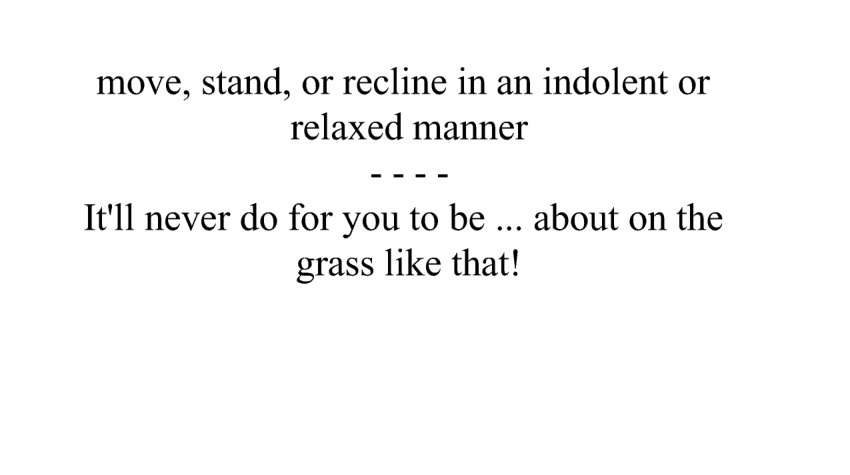 move, stand, or recline in an indolent or
relaxed manner
- - - -
It'll never do for you to be ... about on the
grass like that!